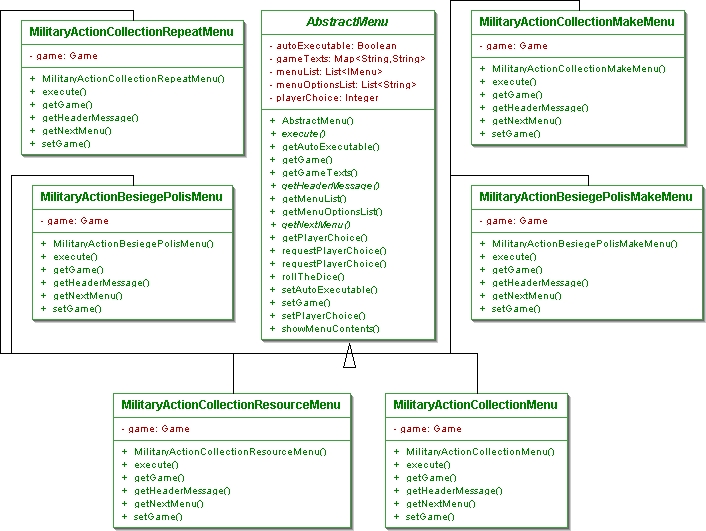 MilitaryActionCollectionRepeatMenu
- game: Game
+ MilitaryActionCollectionRepeatMenu()
+ execute()
+ getGame()
+ getHeaderMessage()
+ getNextMenu()
+ setGame()
AbstractMenu
- autoExecutable: Boolean
- gameTexts: Map<String,String>
- menuList: List<IMenu>
- menuOptionsList: List<String>
- playerChoice: Integer
+ AbstractMenu()
+ execute()
+ getAutoExecutable()
+ getGame()
+ getGameTexts()
+ getHeaderMessage()
+ getMenuList()
+ getMenuOptionsList()
+ getNextMenu()
+ getPlayerChoice()
+ requestPlayerChoice()
+ requestPlayerChoice()
+ rollTheDice()
+ setAutoExecutable()
+ setGame()
+ setPlayerChoice()
+ showMenuContents()
MilitaryActionCollectionMakeMenu
- game: Game
+ MilitaryActionCollectionMakeMenu()
+ execute()
+ getGame()
+ getHeaderMessage()
+ getNextMenu()
+ setGame()
MilitaryActionBesiegePolisMenu
- game: Game
+ MilitaryActionBesiegePolisMenu()
+ execute()
+ getGame()
+ getHeaderMessage()
+ getNextMenu()
+ setGame()
MilitaryActionBesiegePolisMakeMenu
- game: Game
+ MilitaryActionBesiegePolisMakeMenu()
+ execute()
+ getGame()
+ getHeaderMessage()
+ getNextMenu()
+ setGame()
MilitaryActionCollectionResourceMenu
- game: Game
+ MilitaryActionCollectionResourceMenu()
+ execute()
+ getGame()
+ getHeaderMessage()
+ getNextMenu()
+ setGame()
MilitaryActionCollectionMenu
- game: Game
+ MilitaryActionCollectionMenu()
+ execute()
+ getGame()
+ getHeaderMessage()
+ getNextMenu()
+ setGame()